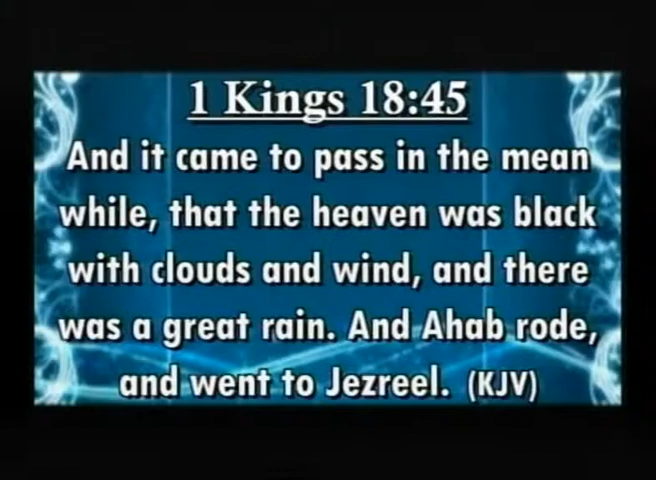 1 Kings 18:45
And it came to pass in the mean
while, that the heaven was black
with clouds and wind, and there
was a great rain. And Ahab rode,
and went to Jezreel. (KJV)